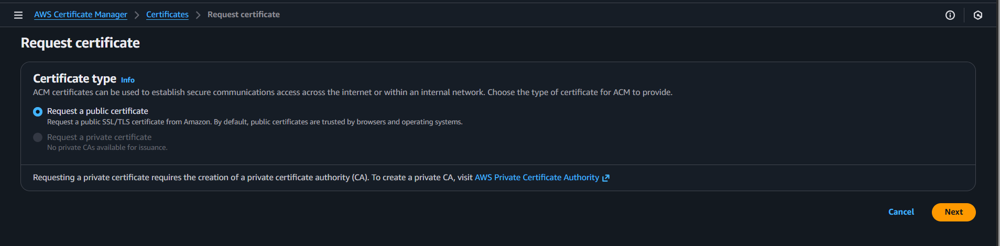 AWS Certificate Manager > Certificates > Request certificate
Request certificate
Certificate type Info
ACM certificates can be used to establish secure communications access across the internet or within an internal network. Choose the type of certificate for ACM to provide.
Request a public certificate
Request a public SSL/TLS certificate from Amazon. By default, public certificates are trusted by browsers and operating systems.
Request a private certificate
No private CAs available for issuance.
Requesting a private certificate requires the creation of a private certificate authority (CA). To create a private CA, visit AWS Private Certificate Authority
Cancel Next